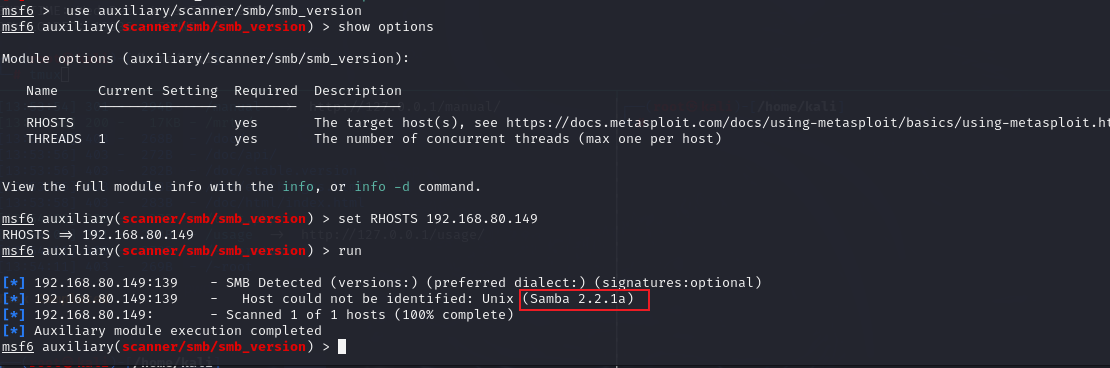 msf6 >  use auxiliary/scanner/smb/smb_version
msf6 auxiliary(scanner/smb/smb_version) > show options
Module options (auxiliary/scanner/smb/smb_version):
Name     Current Setting  Required  Description
RHOSTS                    yes       The target host(s), see https://docs.metasploit.com/docs/using-metasploit/basics/using-metasploit.ht
THREADS  1                yes       The number of concurrent threads (max one per host)
View the full module info with the info, or info -d command.
msf6 auxiliary(scanner/smb/smb_version) > set RHOSTS 192.168.80.149
RHOSTS => 192.168.80.149
msf6 auxiliary(scanner/smb/smb_version) > run
[*] 192.168.80.149:139    - SMB Detected (versions:) (preferred dialect:) (signatures:optional)
[*] 192.168.80.149:139    -   Host could not be identified: Unix (Samba 2.2.1a)
[*] 192.168.80.149:       - Scanned 1 of 1 hosts (100% complete)
[*] Auxiliary module execution completed
msf6 auxiliary(scanner/smb/smb_version) >
/home/kali